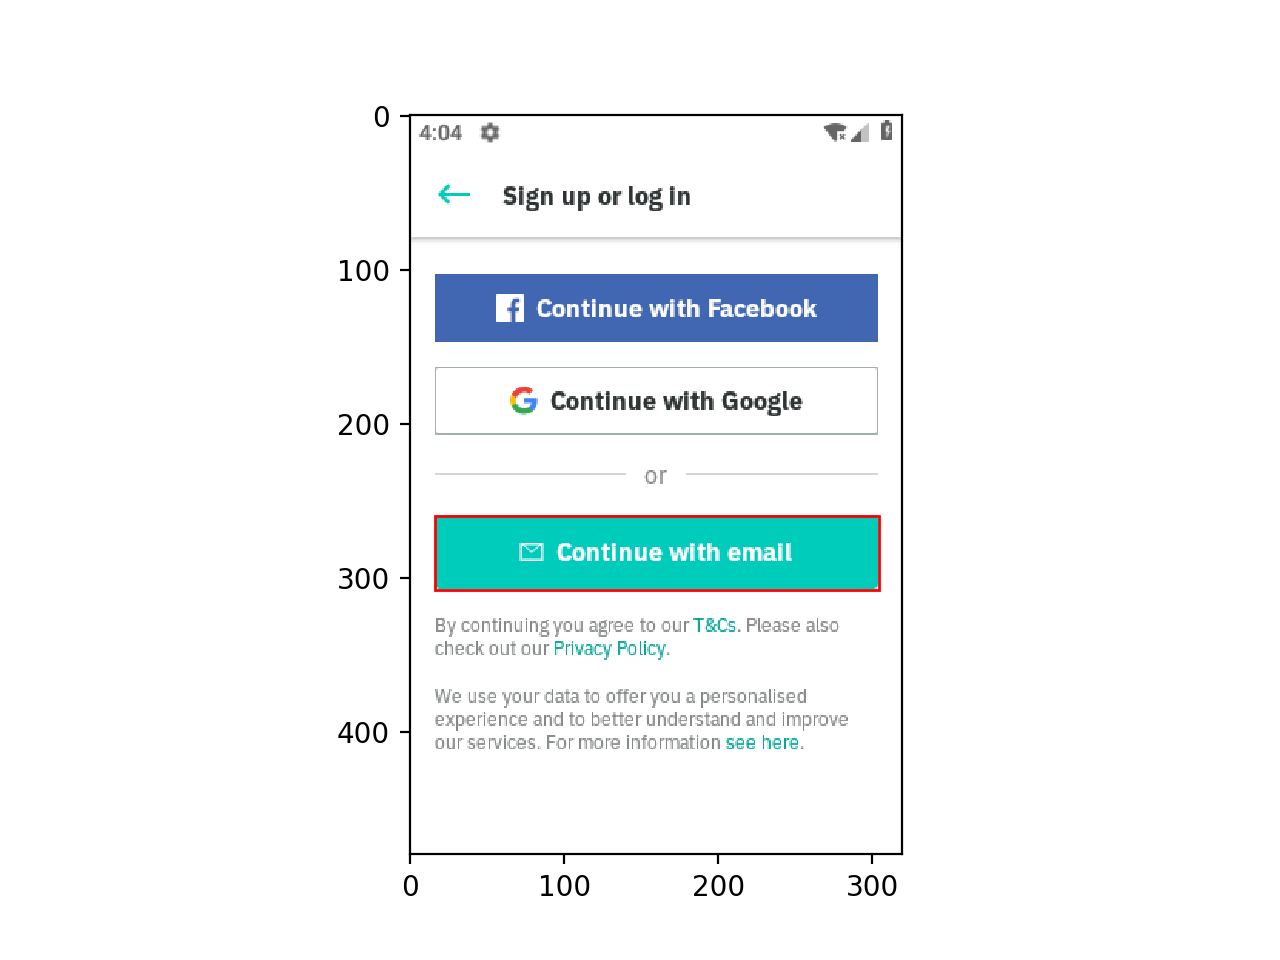 0
100
200
300
400
4:04
Sign up or log in
Continue with Facebook
Continue with Google
or
Continue with email
By continuing you agree to our T&Cs. Please also
check out our Privacy Policy.
We use your data to offer you a personalised
experience and to better understand and improve
our services. For more information see here.
0 100 200 300